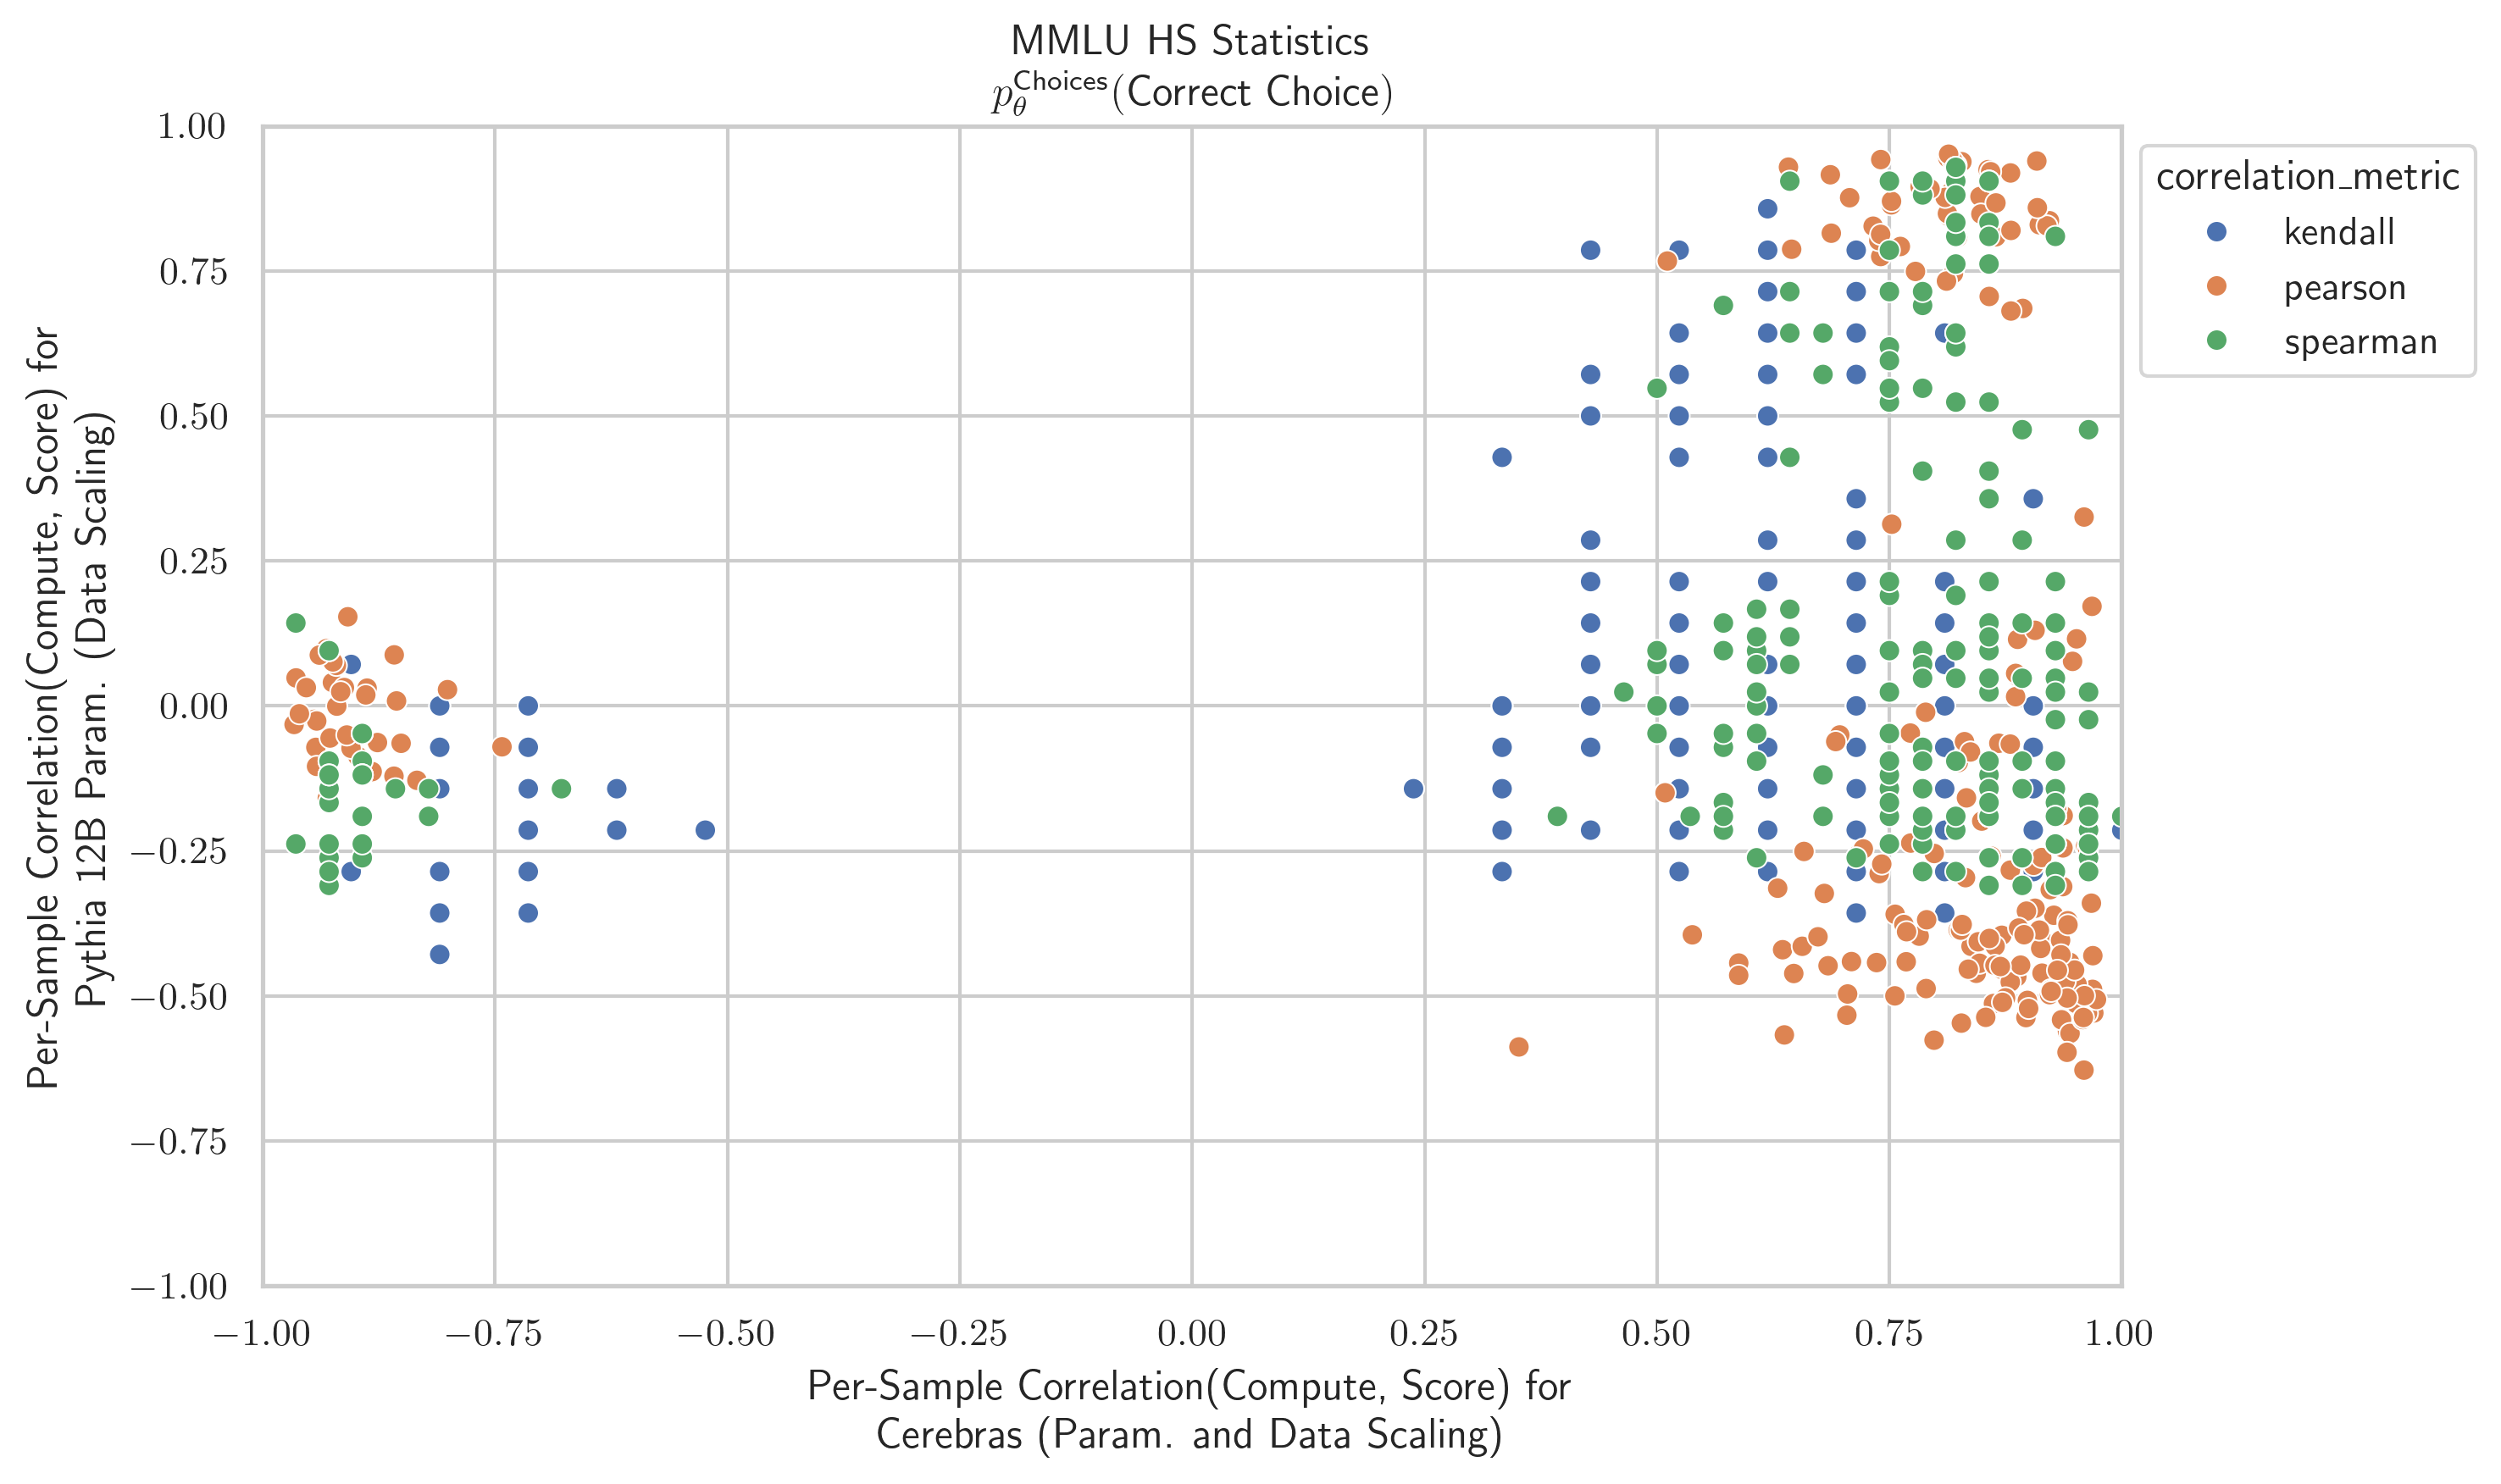 MMLU HS Statistics
p_θ^Choices(Correct Choice)
1.00
0.75
0.50
0.25
0.00
−0.25
−0.50
−0.75
−1.00
Per-Sample Correlation(Compute, Score) for
Pythia 12B Param. (Data Scaling)
−1.00 −0.75 −0.50 −0.25 0.00 0.25 0.50 0.75 1.00
Per-Sample Correlation(Compute, Score) for
Cerebras (Param. and Data Scaling)
correlation_metric
kendall
pearson
spearman